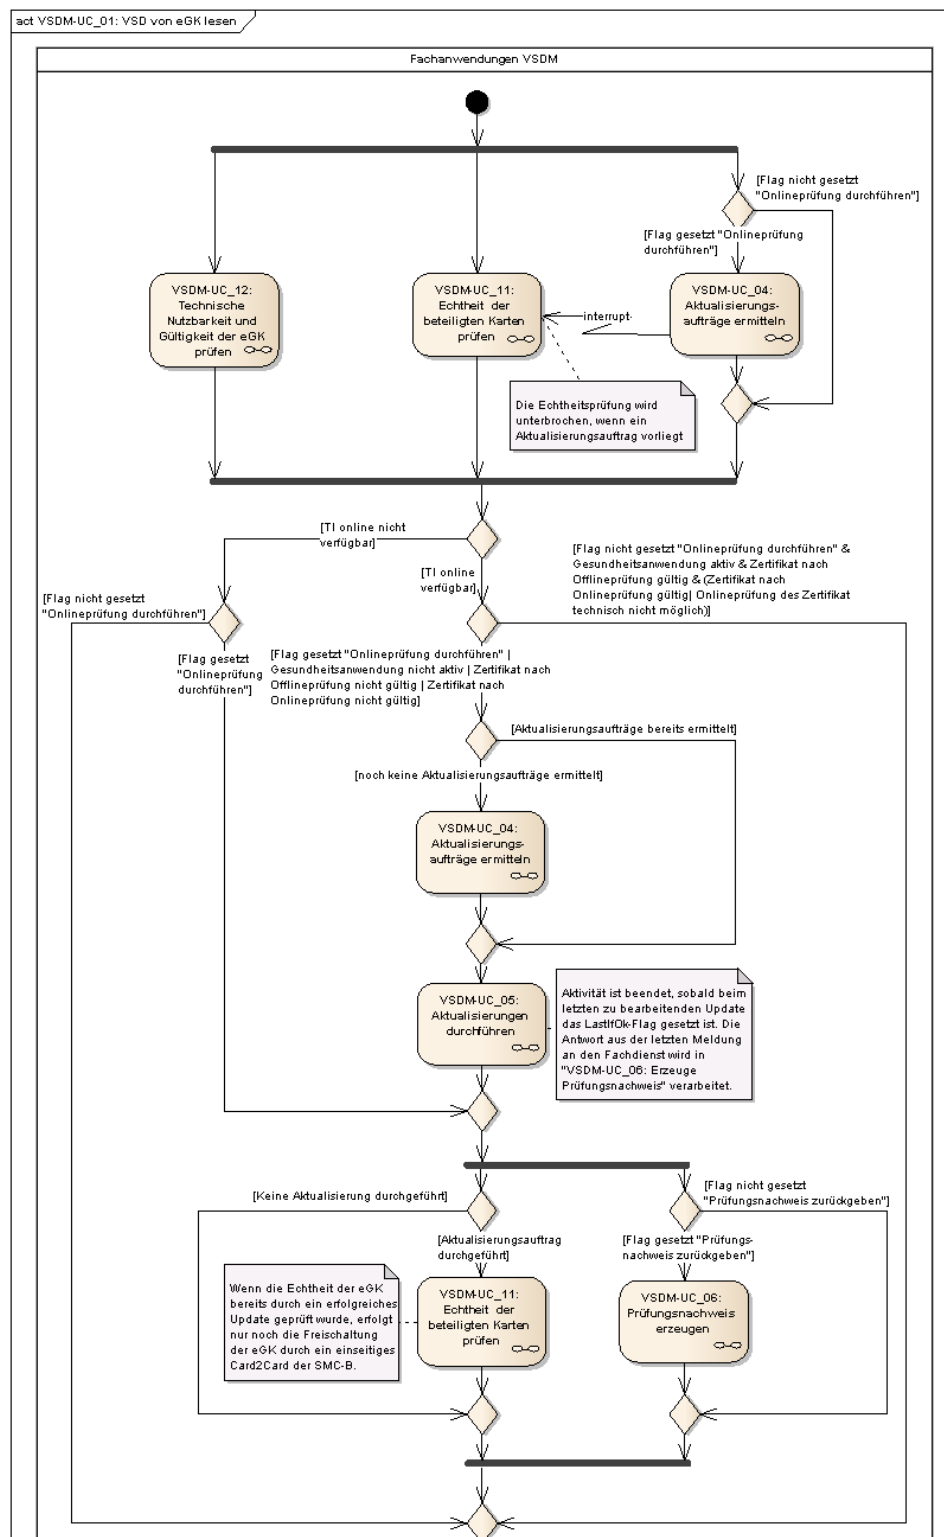 act VSDM-UC_01: VSD von eGK lesen
Fachanwendungen VSDM
[Flag nicht gesetzt
"Onlineprüfung durchführen"]
[Flag gesetzt "Onlineprüfung
durchführen"]
VSDM-UC_12:
Technische
Nutzbarkeit und
Gültigkeit der eGK
prüfen
VSDM-UC_11:
Echtheit der
beteiligten Karten
prüfen
interrupt
VSDM-UC_04:
Aktualisierungs-
aufträge ermitteln
Die Echtheitsprüfung wird
unterbrochen, wenn ein
Aktualisierungsauftrag vorliegt
[TI online nicht
verfügbar]
[TI online
verfügbar]
[Flag nicht gesetzt "Onlineprüfung durchführen" &
Gesundheitsanwendung aktiv & Zertifikat nach
Offlineprüfung gültig & (Zertifikat nach
Onlineprüfung gültig| Onlineprüfung des Zertifikat
technisch nicht möglich)]
[Flag nicht gesetzt
"Onlineprüfung durchführen"]
[Flag gesetzt
"Onlineprüfung
durchführen"]
[Flag gesetzt "Onlineprüfung durchführen" |
Gesundheitsanwendung nicht aktiv | Zertifikat nach
Offlineprüfung nicht gültig | Zertifikat nach
Onlineprüfung nicht gültig]
[Aktualisierungsaufträge bereits ermittelt]
[noch keine Aktualisierungsaufträge ermittelt]
VSDM-UC_04:
Aktualisierungs-
aufträge ermitteln
VSDM-UC_05:
Aktualisierungen
durchführen
Aktivität ist beendet, sobald beim
letzten zu bearbeitenden Update
das LastIfOk-Flag gesetzt ist. Die
Antwort aus der letzten Meldung
an den Fachdienst wird in
"VSDM-UC_06: Erzeuge
Prüfungsnachweis" verarbeitet.
[Keine Aktualisierung durchgeführt]
[Flag nicht gesetzt
"Prüfungsnachweis zurückgeben"]
[Aktualisierungsauftrag
durchgeführt]
[Flag gesetzt "Prüfungs-
nachweis zurückgeben"]
Wenn die Echtheit der eGK
bereits durch ein erfolgreiches
Update geprüft wurde, erfolgt
nur noch die Freischaltung
der eGK durch ein einseitiges
Card2Card der SMC-B.
VSDM-UC_11:
Echtheit der
beteiligten Karten
prüfen
VSDM-UC_06:
Prüfungsnachweis
erzeugen